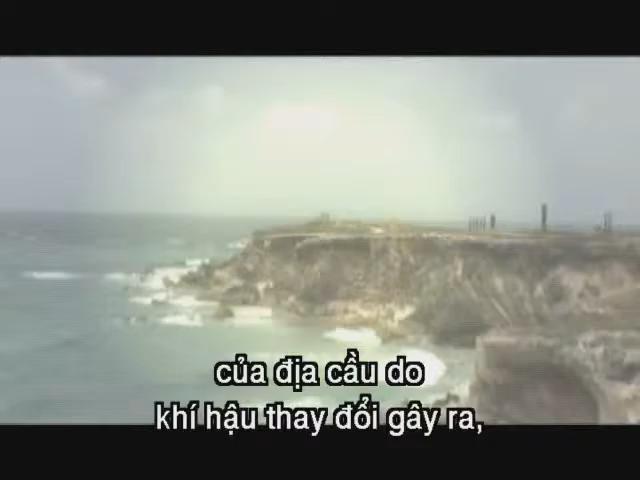 của địa cầu do
khí hậu thay đổi gây ra,